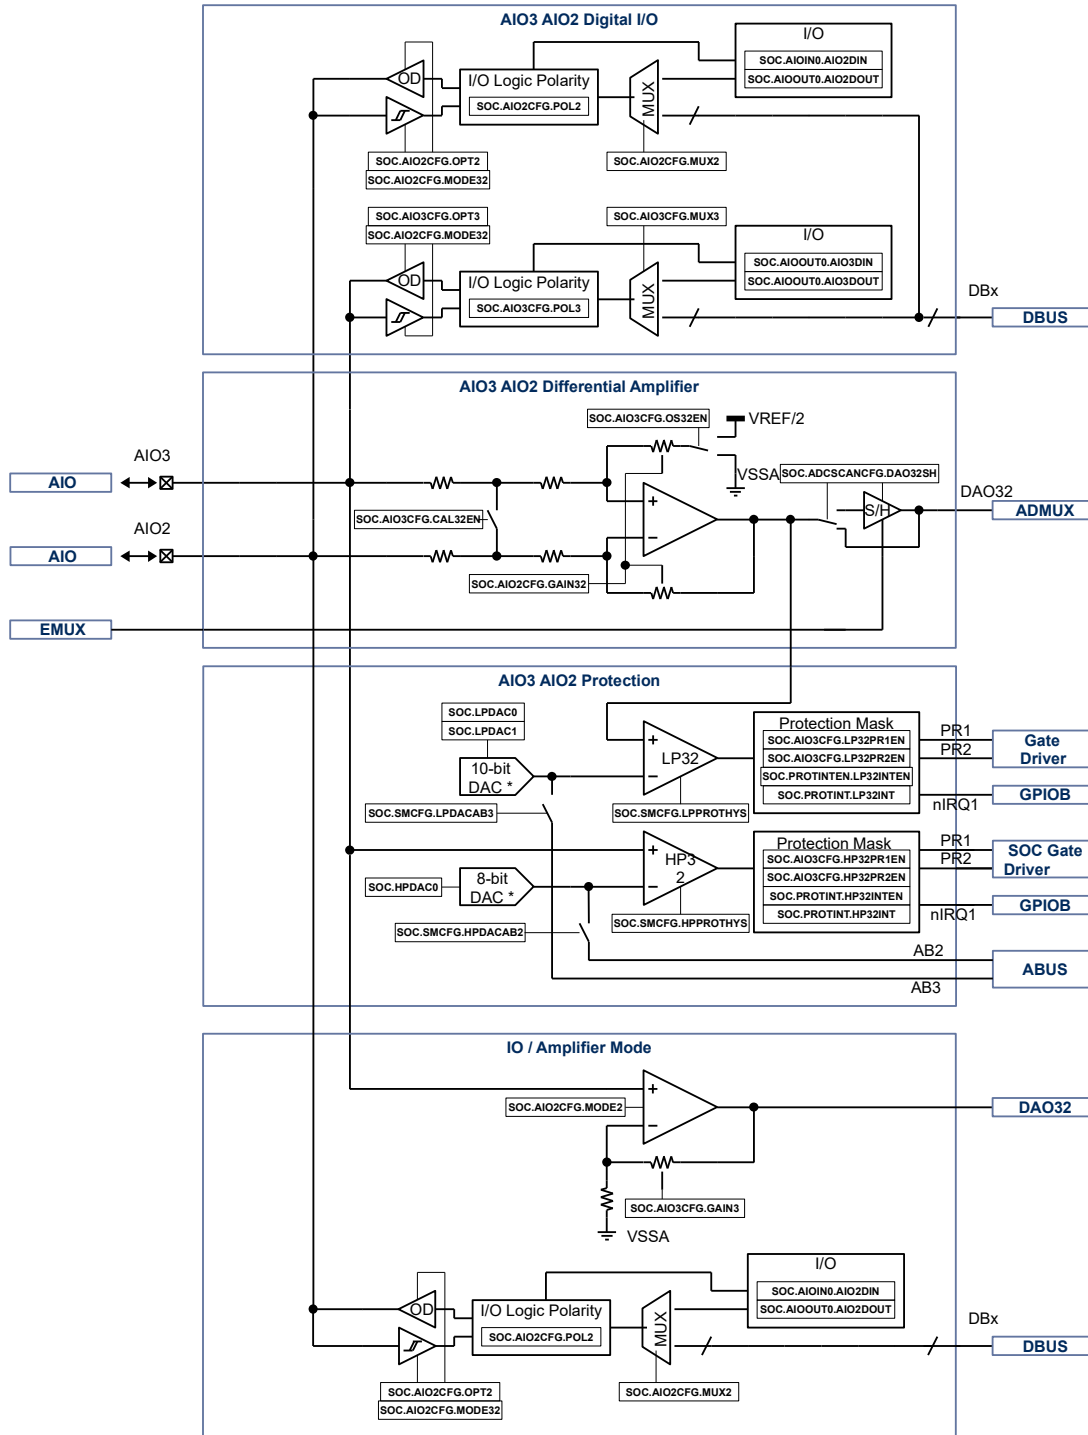 AIO3 AIO2 Digital I/O
I/O
SOC.AIOIN0.AIO2DIN
SOC.AIOOUT0.AIO2DOUT
OD
I/O Logic Polarity
SOC.AIO2CFG.POL2
MUX
SOC.AIO2CFG.OPT2
SOC.AIO2CFG.MODE32
SOC.AIO2CFG.MUX2
SOC.AIO3CFG.OPT3
SOC.AIO2CFG.MODE32
SOC.AIO3CFG.MUX3
I/O
SOC.AIOOUT0.AIO3DIN
SOC.AIOOUT0.AIO3DOUT
OD
I/O Logic Polarity
SOC.AIO3CFG.POL3
MUX
DBx
DBUS
AIO3 AIO2 Differential Amplifier
SOC.AIO3CFG.OS32EN
VREF/2
VSSA
SOC.ADCSCANCFG.DAO32SH
AIO3
AIO
S/H
DAO32
ADMUX
SOC.AIO3CFG.CAL32EN
AIO2
AIO
SOC.AIO2CFG.GAIN32
EMUX
AIO3 AIO2 Protection
SOC.LPDAC0
SOC.LPDAC1
10-bit
DAC *
LP32
Protection Mask
SOC.AIO3CFG.LP32PR1EN
SOC.AIO3CFG.LP32PR2EN
SOC.PROTINTEN.LP32INTEN
SOC.PROTINT.LP32INT
PR1
PR2
Gate
Driver
nIRQ1
GPIOB
SOC.SMCFG.LPDACAB3
SOC.SMCFG.LPPROTHYS
HP3
2
Protection Mask
SOC.AIO3CFG.HP32PR1EN
SOC.AIO3CFG.HP32PR2EN
SOC.PROTINT.HP32INTEN
SOC.PROTINT.HP32INT
PR1
PR2
SOC Gate
Driver
nIRQ1
GPIOB
SOC.HPDAC0
8-bit
DAC *
SOC.SMCFG.HPPROTHYS
SOC.SMCFG.HPDACAB2
AB2
AB3
ABUS
IO / Amplifier Mode
SOC.AIO2CFG.MODE2
DAO32
SOC.AIO3CFG.GAIN3
VSSA
I/O
SOC.AIOIN0.AIO2DIN
SOC.AIOOUT0.AIO2DOUT
OD
I/O Logic Polarity
SOC.AIO2CFG.POL2
MUX
DBx
DBUS
SOC.AIO2CFG.OPT2
SOC.AIO2CFG.MODE32
SOC.AIO2CFG.MUX2